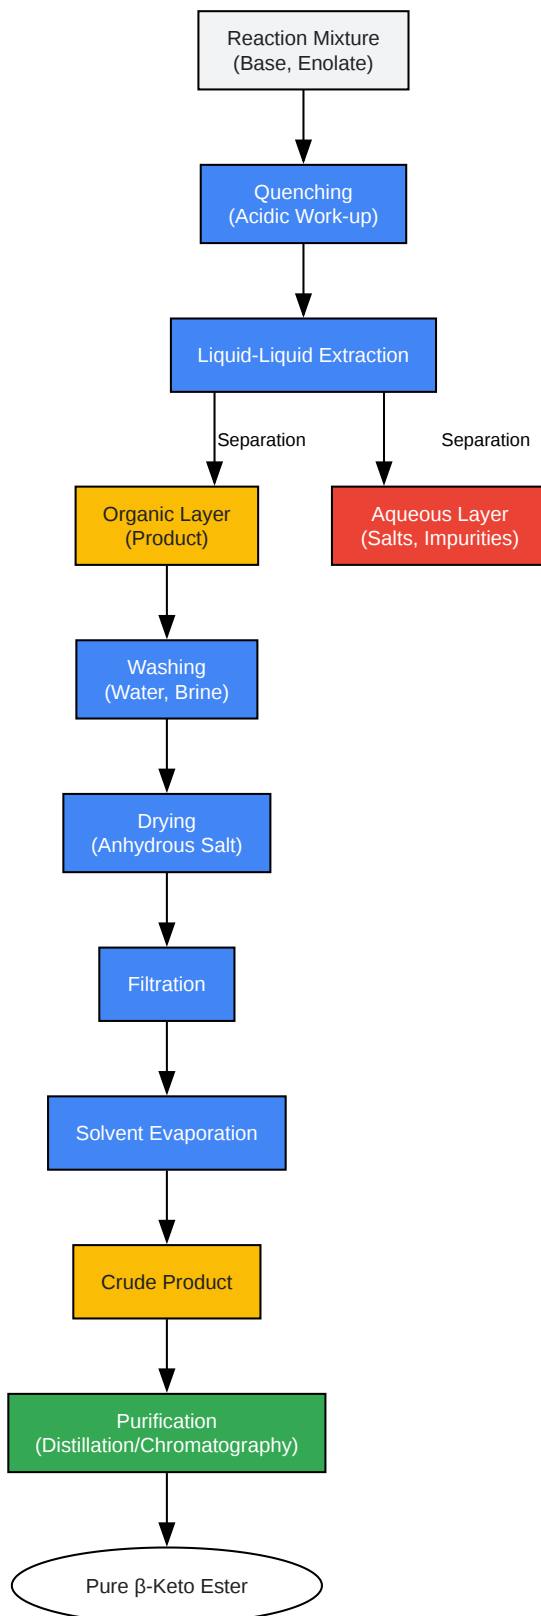 Reaction Mixture
(Base, Enolate)
Quenching
(Acidic Work-up)
Liquid-Liquid Extraction
Separation
Separation
Organic Layer
(Product)
Aqueous Layer
(Salts, Impurities)
Washing
(Water, Brine)
Drying
(Anhydrous Salt)
Filtration
Solvent Evaporation
Crude Product
Purification
(Distillation/Chromatography)
Pure β-Keto Ester